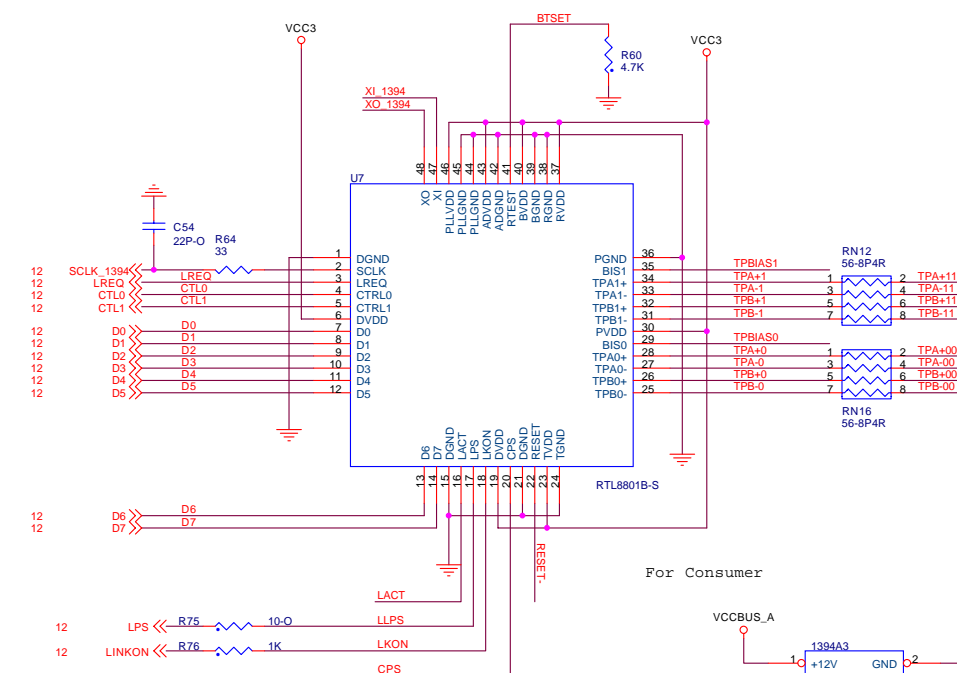 BTSET
VCC3
VCC3
R60
4.7K
XI_1394
XO_1394
48 47 46 45 44 43 42 41 40 39 38 37
U7
XO XI PLLVDD PLLGND PLLGND ADVDD ADGND RTEST BVDD BGND RGND RVDD
C54
22P-O
R64
33
1 DGND
12 SCLK_1394 2 SCLK
12 LREQ LREQ 3 LREQ
12 CTL0 CTL0 4 CTRL0
12 CTL1 CTL1 5 CTRL1
6 DVDD
12 D0 D0 7 D0
12 D1 D1 8 D1
12 D2 D2 9 D2
12 D3 D3 10 D3
12 D4 D4 11 D4
12 D5 D5 12 D5
PGND 36
BIS1 35 TPBIAS1
TPA1+ 34 TPA+1 1 2 TPA+11
TPA1- 33 TPA-1 3 4 TPA-11
TPB1+ 32 TPB+1 5 6 TPB+11
TPB1- 31 TPB-1 7 8 TPB-11
RN12
56-8P4R
PVDD 30
BIS0 29 TPBIAS0
TPA0+ 28 TPA+0 1 2 TPA+00
TPA0- 27 TPA-0 3 4 TPA-00
TPB0+ 26 TPB+0 5 6 TPB+00
TPB0- 25 TPB-0 7 8 TPB-00
RN16
56-8P4R
D6 D7 DGND LACT LPS LKON DVDD CPS DGND RESET TVDD TGND
13 14 15 16 17 18 19 20 21 22 23 24
RTL8801B-S
12 D6 D6
12 D7 D7
RESET-
For Consumer
LACT
12 LPS R75 10-O LLPS
12 LINKON R76 1K LKON
CPS
VCCBUS_A
1394A3
1 +12V GND 2